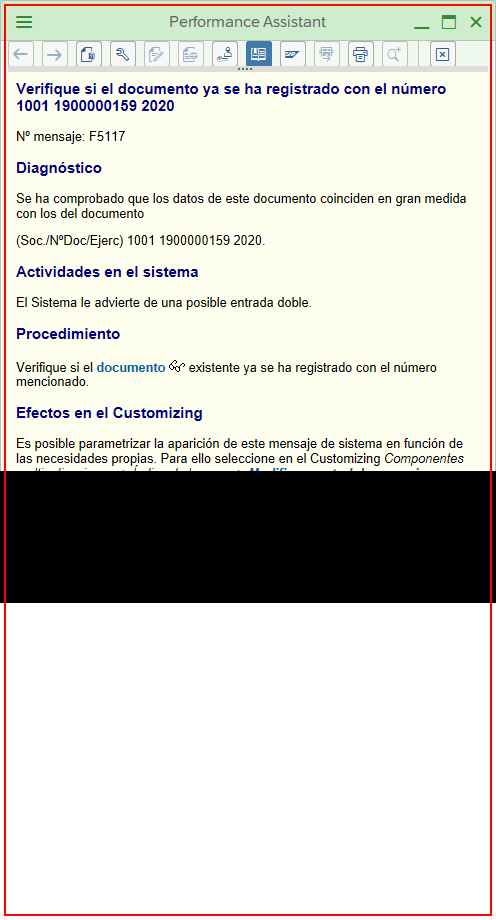 Performance Assistant
Verifique si el documento ya se ha registrado con el número
1001 1900000159 2020
Nº mensaje: F5117
Diagnóstico
Se ha comprobado que los datos de este documento coinciden en gran medida
con los del documento
(Soc./NºDoc/Ejerc) 1001 1900000159 2020.
Actividades en el sistema
El Sistema le advierte de una posible entrada doble.
Procedimiento
Verifique si el documento existente ya se ha registrado con el número
mencionado.
Efectos en el Customizing
Es posible parametrizar la aparición de este mensaje de sistema en función de
las necesidades propias. Para ello seleccione en el Customizing Componentes